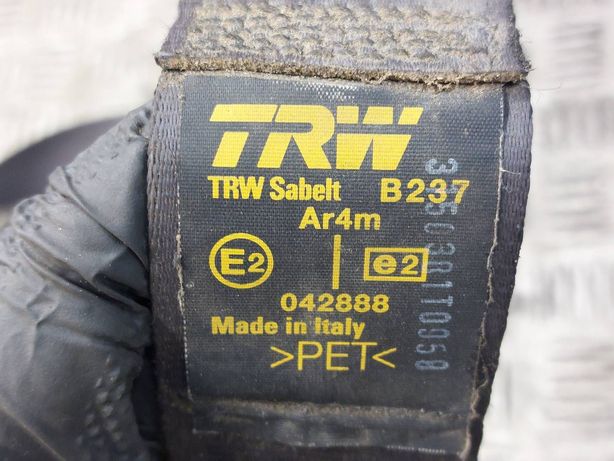 TRW
TRW Sabelt B237
Ar4m
E2 e2
042888
Made in Italy
>PET<